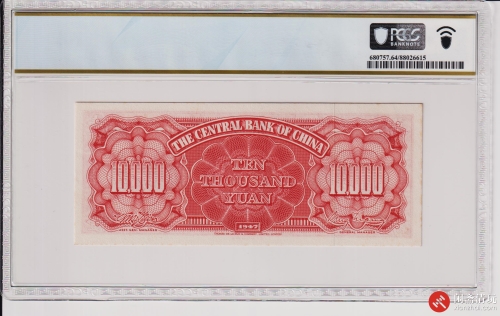 PCGS
BANKNOTE
680757.64/88026615
THE CENTRAL BANK OF CHINA
TEN
THOUSAND
YUAN
10,000
10,000
1947